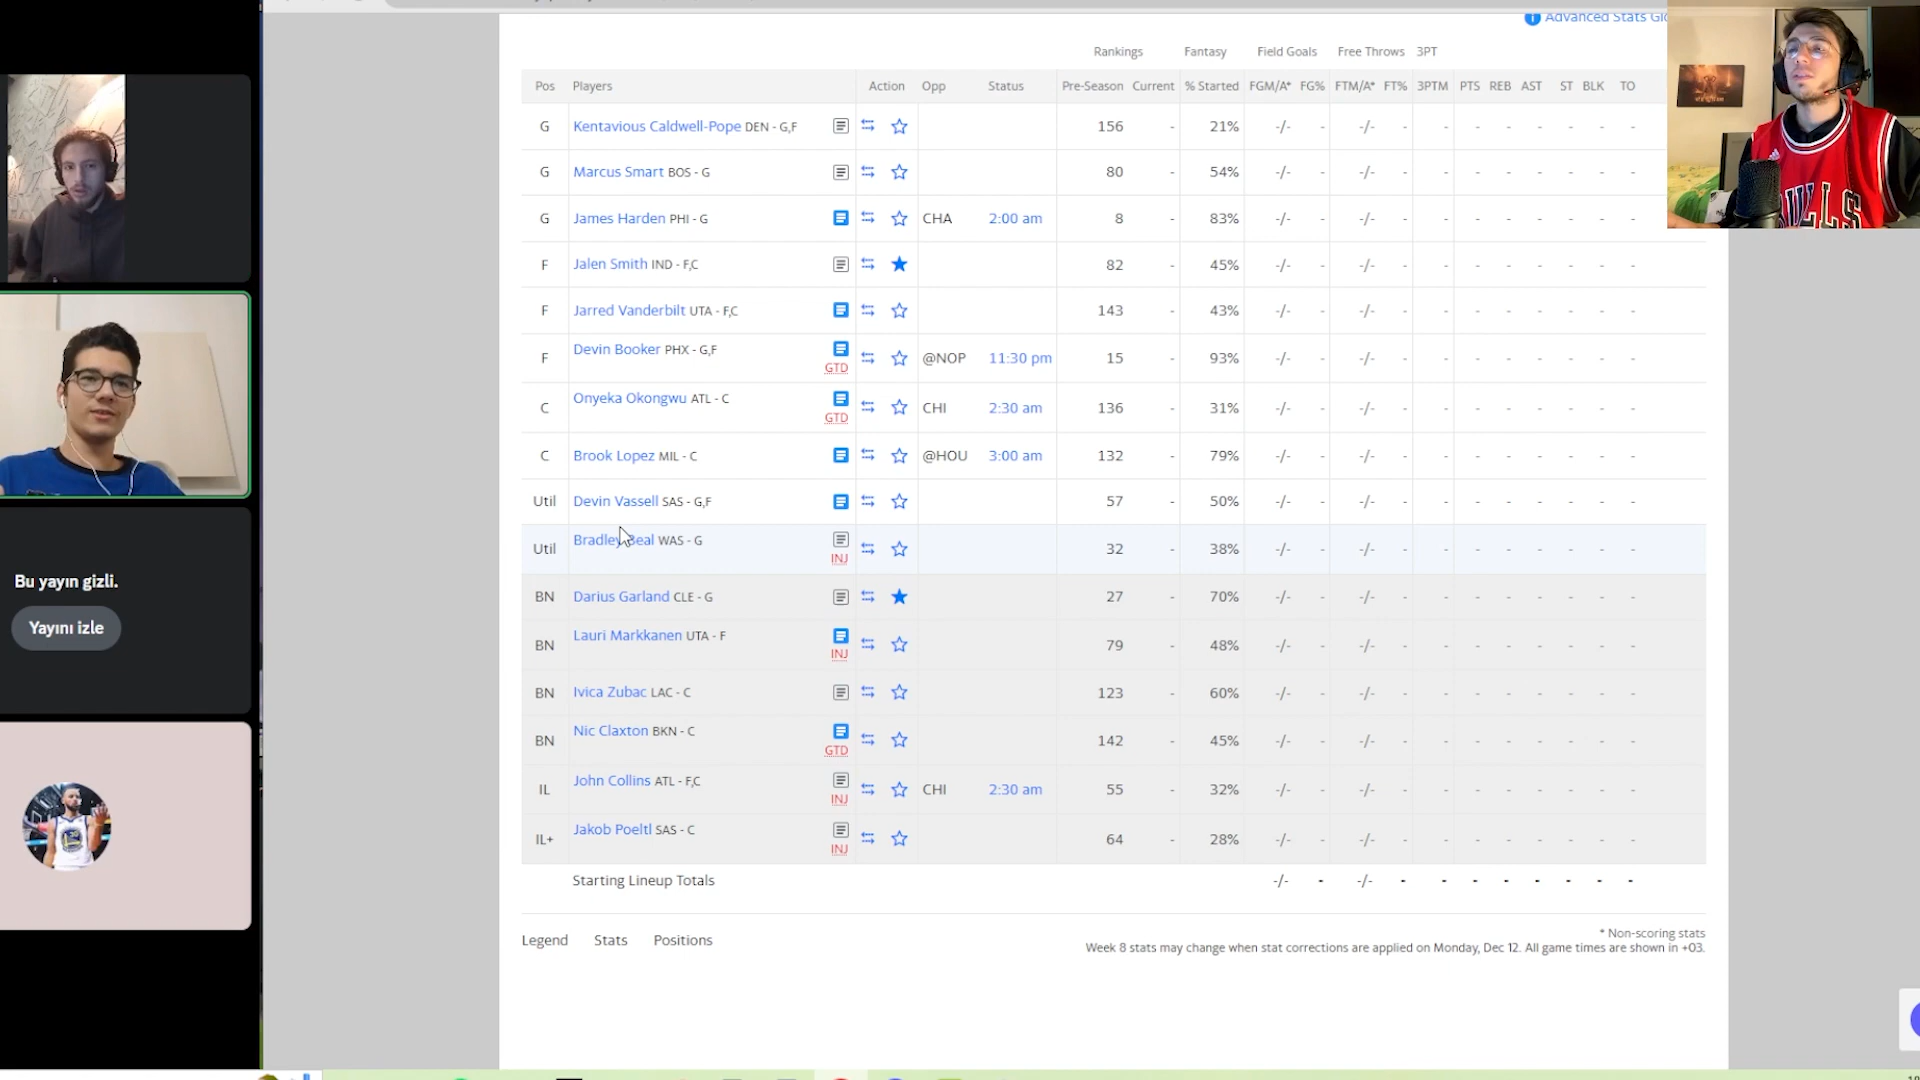 Advanced Stats
Rankings Fantasy Field Goals Free Throws 3PT
Pos Players Action Opp Status Pre-Season Current % Started FGM/A* FG% FTM/A* FT% 3PTM PTS REB AST ST BLK TO
G Kentavious Caldwell-Pope DEN - G,F 156 - 21% -/- - -/- - - - - - - - -
G Marcus Smart BOS - G 80 - 54% -/- - -/- - - - - - - - -
G James Harden PHI - G CHA 2:00 am 8 - 83% -/- - -/- - - - - - - - -
F Jalen Smith IND - F,C 82 - 45% -/- - -/- - - - - - - - -
F Jarred Vanderbilt UTA - F,C 143 - 43% -/- - -/- - - - - - - - -
F Devin Booker PHX - G,F GTD @NOP 11:30 pm 15 - 93% -/- - -/- - - - - - - - -
C Onyeka Okongwu ATL - C GTD CHI 2:30 am 136 - 31% -/- - -/- - - - - - - - -
C Brook Lopez MIL - C @HOU 3:00 am 132 - 79% -/- - -/- - - - - - - - -
Util Devin Vassell SAS - G,F 57 - 50% -/- - -/- - - - - - - - -
Util Bradley Beal WAS - G INJ 32 - 38% -/- - -/- - - - - - - - -
BN Darius Garland CLE - G 27 - 70% -/- - -/- - - - - - - - -
BN Lauri Markkanen UTA - F INJ 79 - 48% -/- - -/- - - - - - - - -
BN Ivica Zubac LAC - C 123 - 60% -/- - -/- - - - - - - - -
BN Nic Claxton BKN - C GTD 142 - 45% -/- - -/- - - - - - - - -
IL John Collins ATL - F,C INJ CHI 2:30 am 55 - 32% -/- - -/- - - - - - - - -
IL+ Jakob Poeltl SAS - C INJ 64 - 28% -/- - -/- - - - - - - - -
Starting Lineup Totals -/- - -/- - - - - - - - -
Legend Stats Positions
* Non-scoring stats
Week 8 stats may change when stat corrections are applied on Monday, Dec 12. All game times are shown in +03.
Bu yayın gizli.
Yayını izle